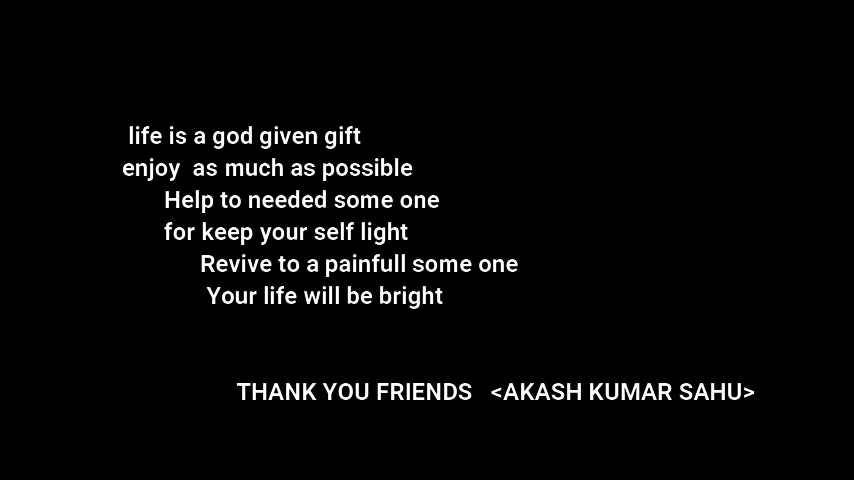 life is a god given gift
enjoy  as much as possible
Help to needed some one
for keep your self light
Revive to a painfull some one
Your life will be bright
THANK YOU FRIENDS   <AKASH KUMAR SAHU>